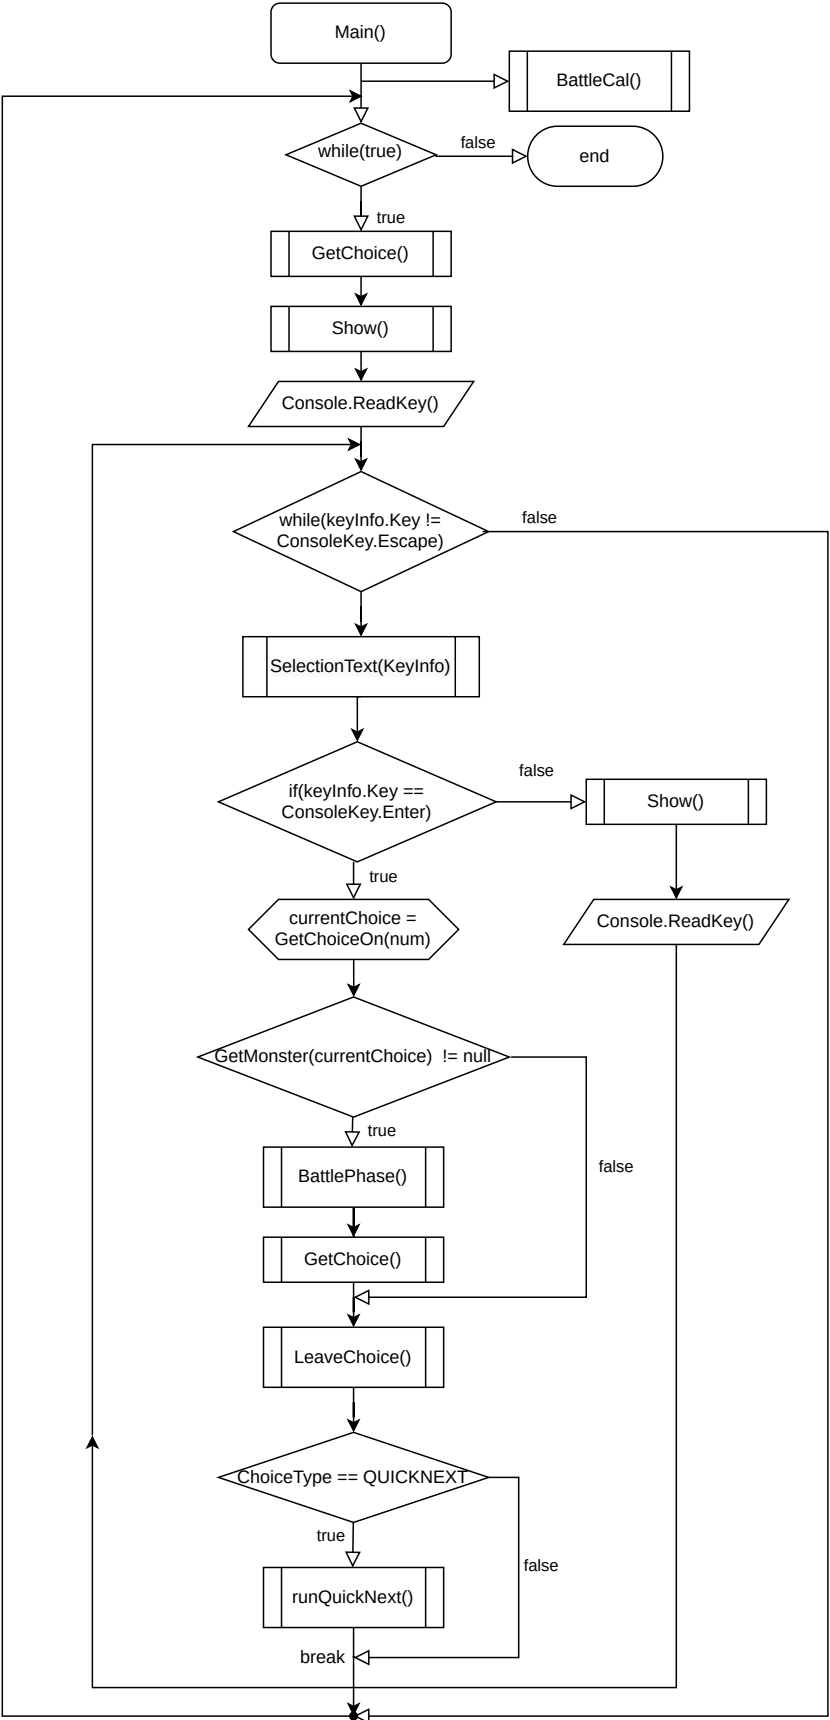 Main()
BattleCal()
while(true)
false
end
true
GetChoice()
Show()
Console.ReadKey()
while(keyInfo.Key !=
ConsoleKey.Escape)
false
SelectionText(KeyInfo)
if(keyInfo.Key ==
ConsoleKey.Enter)
false
Show()
true
currentChoice =
GetChoiceOn(num)
Console.ReadKey()
GetMonster(currentChoice)  != null
true
false
BattlePhase()
GetChoice()
LeaveChoice()
ChoiceType == QUICKNEXT
true
false
runQuickNext()
break